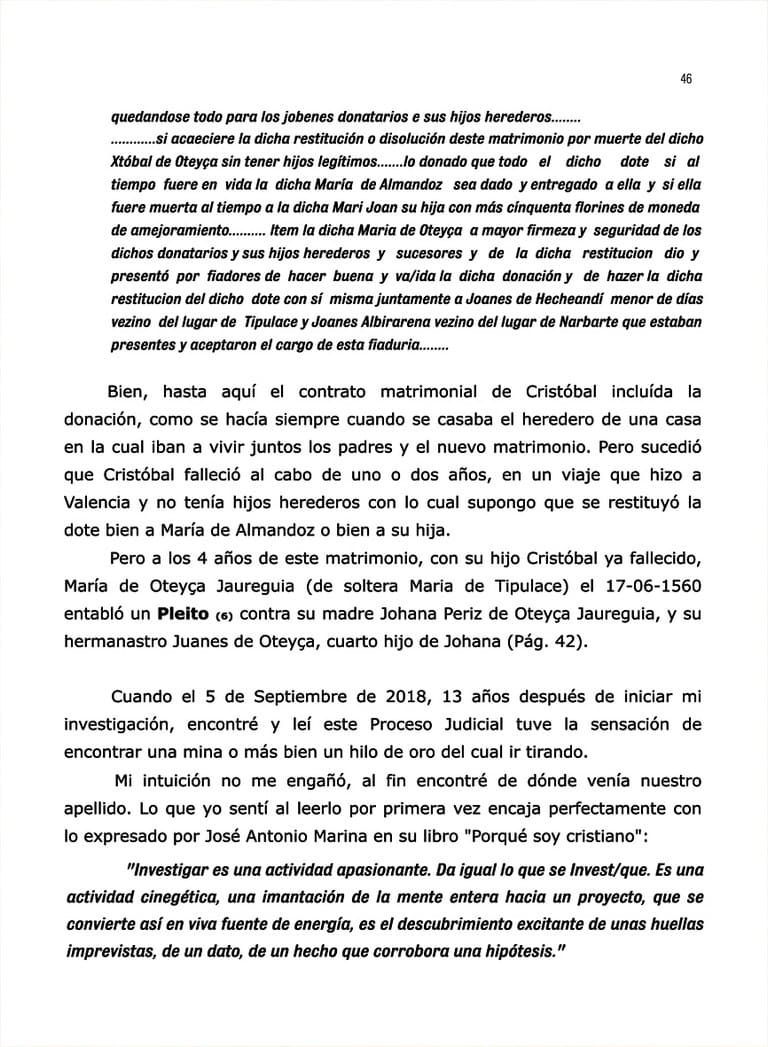 46
quedandose todo para los jobenes donatarios e sus hijos herederos........
............si acaeciere la dicha restitución o disolución deste matrimonio por muerte del dicho
Xtóbal de Oteyça sin tener hijos legítimos.......lo donado que todo el dicho dote si al
tiempo fuere en vida la dicha María de Almandoz sea dado y entregado a ella y si ella
fuere muerta al tiempo a la dicha Mari Joan su hija con más cínquenta florines de moneda
de amejoramiento.......... Item la dicha Maria de Oteyça a mayor firmeza y seguridad de los
dichos donatarios y sus hijos herederos y sucesores y de la dicha restitucion dio y
presentó por fiadores de hacer buena y va/ida la dicha donación y de hazer la dicha
restitucion del dicho dote con sí misma juntamente a Joanes de Hecheandí menor de días
vezino del lugar de Tipulace y Joanes Albirarena vezino del lugar de Narbarte que estaban
presentes y aceptaron el cargo de esta fiaduria........
Bien, hasta aquí el contrato matrimonial de Cristóbal incluída la
donación, como se hacía siempre cuando se casaba el heredero de una casa
en la cual iban a vivir juntos los padres y el nuevo matrimonio. Pero sucedió
que Cristóbal falleció al cabo de uno o dos años, en un viaje que hizo a
Valencia y no tenía hijos herederos con lo cual supongo que se restituyó la
dote bien a María de Almandoz o bien a su hija.
Pero a los 4 años de este matrimonio, con su hijo Cristóbal ya fallecido,
María de Oteyça Jaureguia (de soltera Maria de Tipulace) el 17-06-1560
entabló un Pleito (6) contra su madre Johana Periz de Oteyça Jaureguia, y su
hermanastro Juanes de Oteyça, cuarto hijo de Johana (Pág. 42).
Cuando el 5 de Septiembre de 2018, 13 años después de iniciar mi
investigación, encontré y leí este Proceso Judicial tuve la sensación de
encontrar una mina o más bien un hilo de oro del cual ir tirando.
Mi intuición no me engañó, al fin encontré de dónde venía nuestro
apellido. Lo que yo sentí al leerlo por primera vez encaja perfectamente con
lo expresado por José Antonio Marina en su libro "Porqué soy cristiano":
"Investigar es una actividad apasionante. Da igual lo que se Invest/que. Es una
actividad cinegética, una imantación de la mente entera hacia un proyecto, que se
convierte así en viva fuente de energía, es el descubrimiento excitante de unas huellas
imprevistas, de un dato, de un hecho que corrobora una hipótesis."